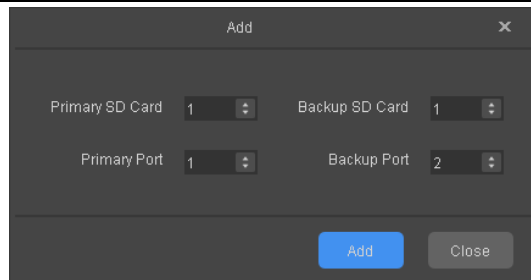 Add ×
Primary SD Card 1 Backup SD Card 1
Primary Port 1 Backup Port 2
Add Close